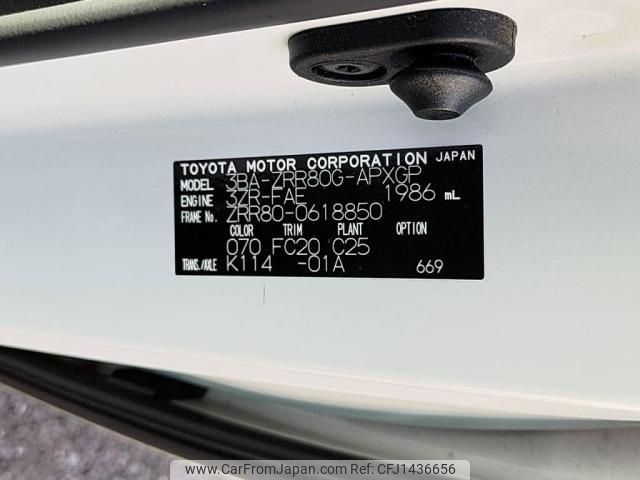 TOYOTA MOTOR CORPORATION JAPAN
MODEL 3BA-ZRR80G-APXGP
ENGINE 3ZR-FAE 1986 mL
FRAME No. ZRR80-0618850
COLOR TRIM PLANT OPTION
070 FC20 C25
TRANS./AXLE K114 -01A 669
www.CarFromJapan.com - CFJ1436656